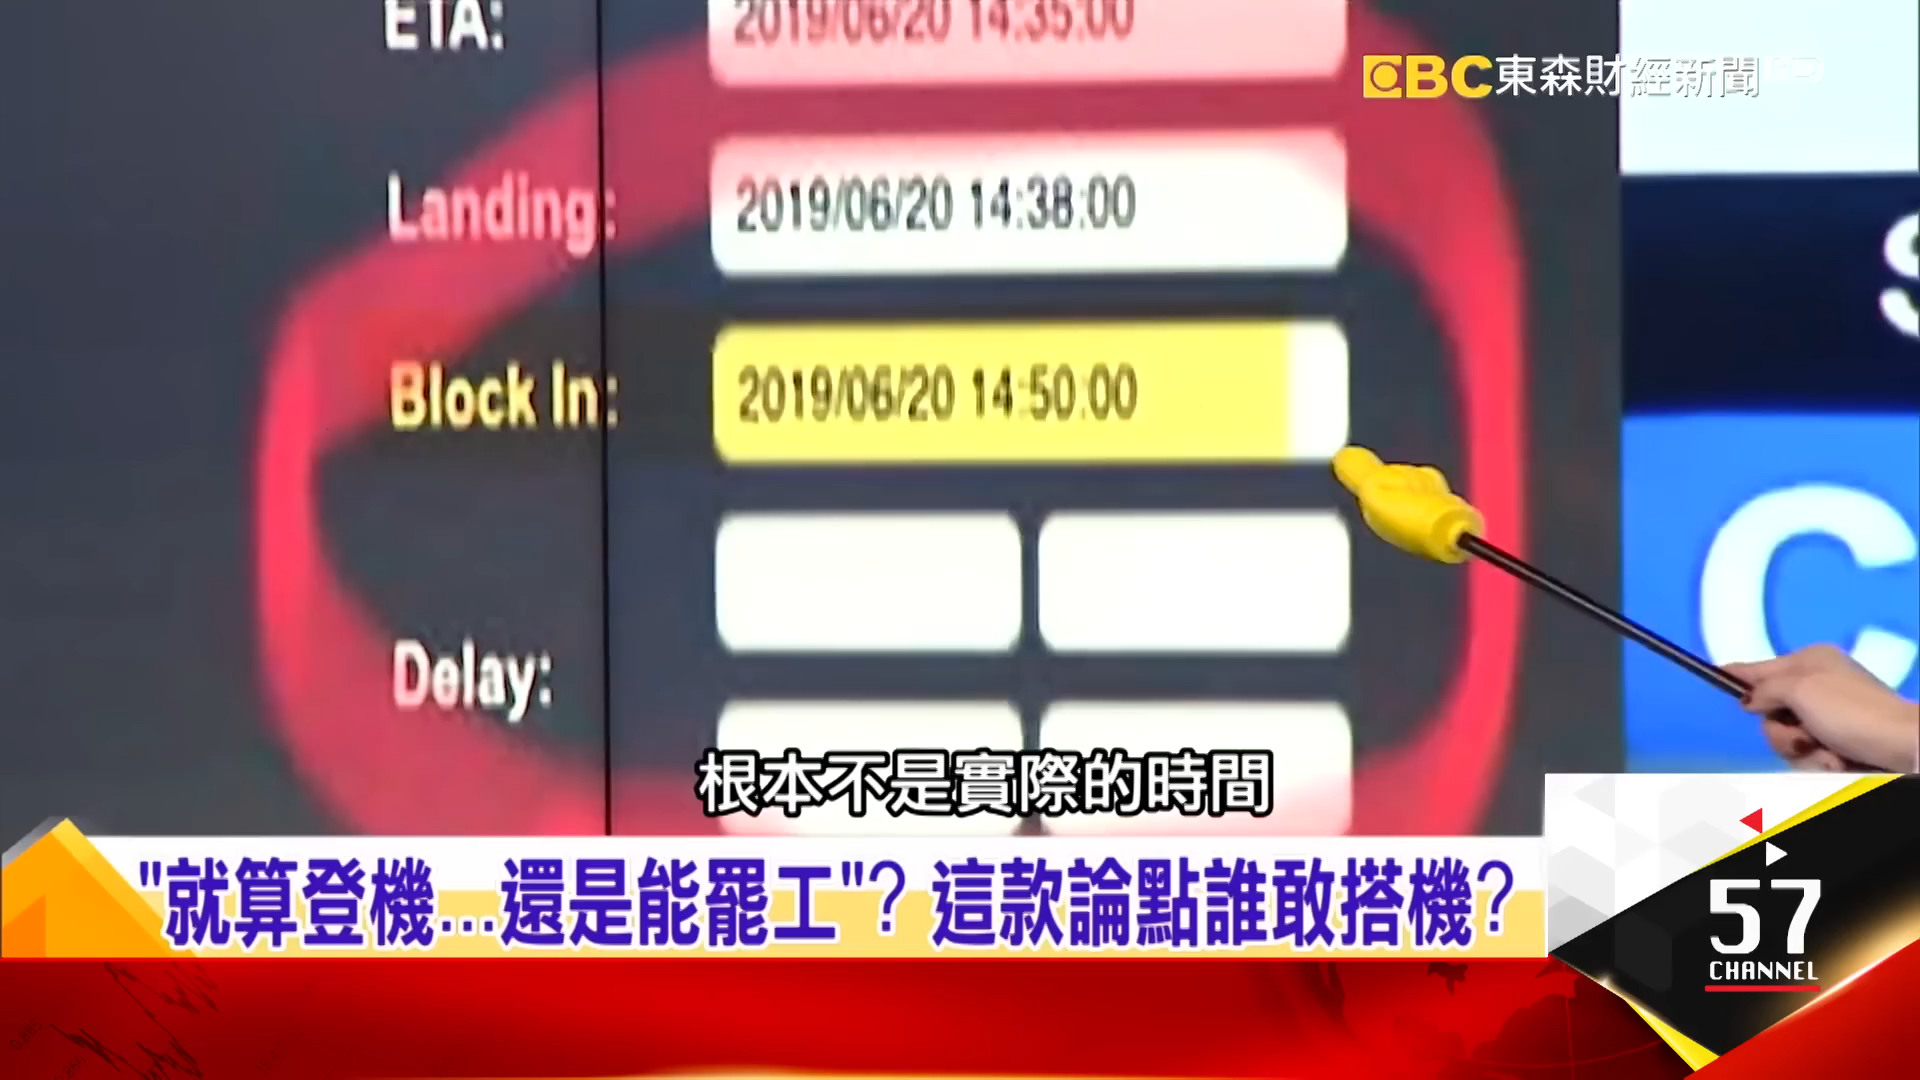 ETA:
2019/06/20 14:35:00
EBC東森財經新聞
Landing:
2019/06/20 14:38:00
Block In:
2019/06/20 14:50:00
Delay:
C
根本不是實際的時間
"就算登機...還是能罷工"? 這款論點誰敢搭機?
57
CHANNEL